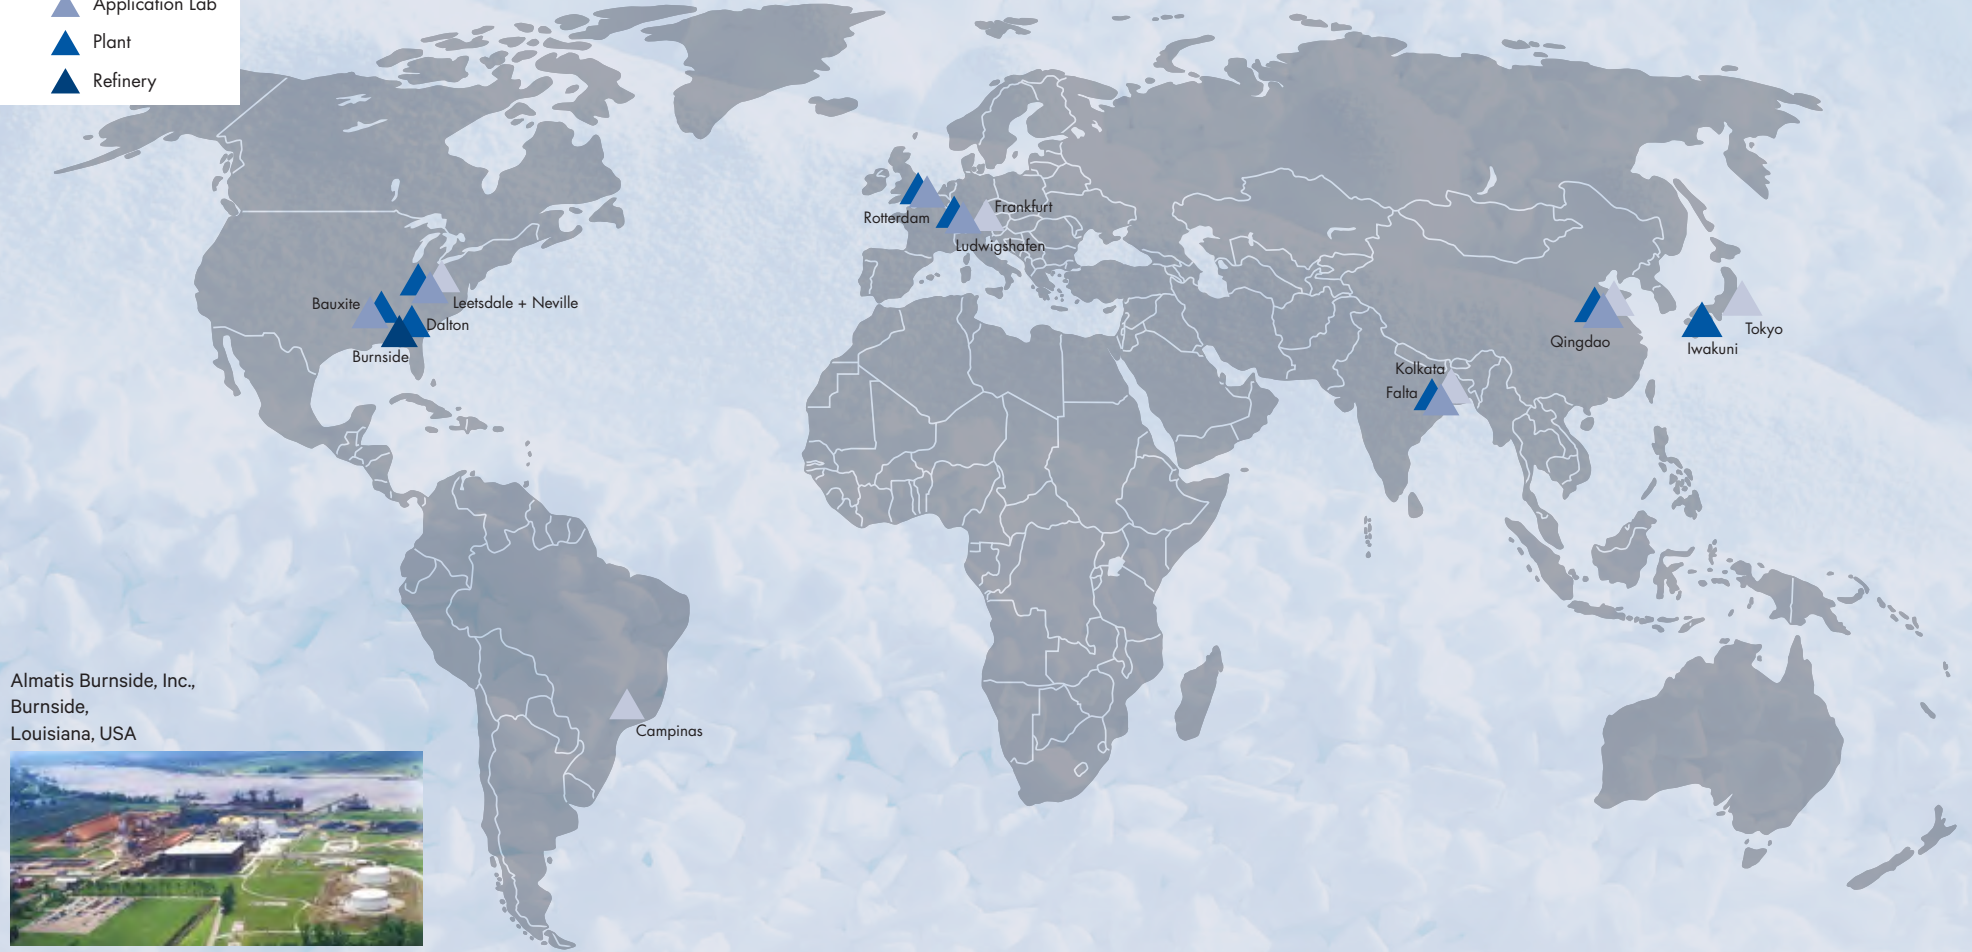 Application Lab
Plant
Refinery
Rotterdam
Frankfurt
Ludwigshafen
Bauxite
Leetsdale + Neville
Dalton
Burnside
Qingdao
Tokyo
Iwakuni
Kolkata
Falta
Campinas
Almatis Burnside, Inc.,
Burnside,
Louisiana, USA